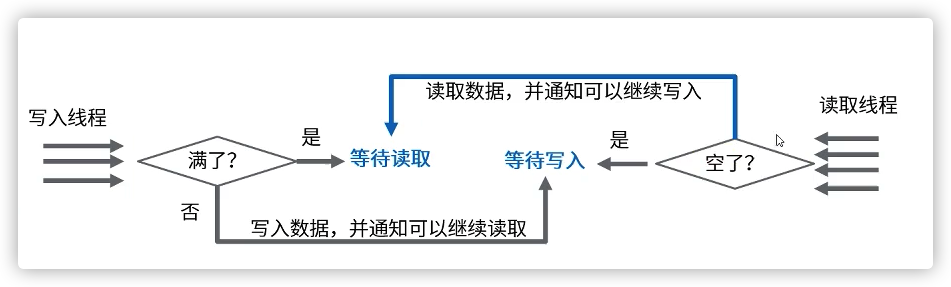 读取数据，并通知可以继续写入
写入线程
读取线程
是
是
满了？
等待读取
等待写入
空了？
否
写入数据，并通知可以继续读取